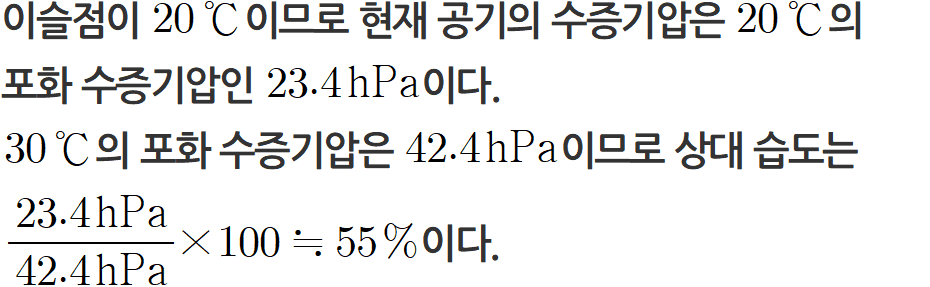 이슬점이 20 ℃이므로 현재 공기의 수증기압은 20 ℃의
포화 수증기압인 23.4 hPa이다.
30 ℃의 포화 수증기압은 42.4 hPa이므로 상대 습도는
23.4 hPa
42.4 hPa
×100 ≒ 55 %이다.